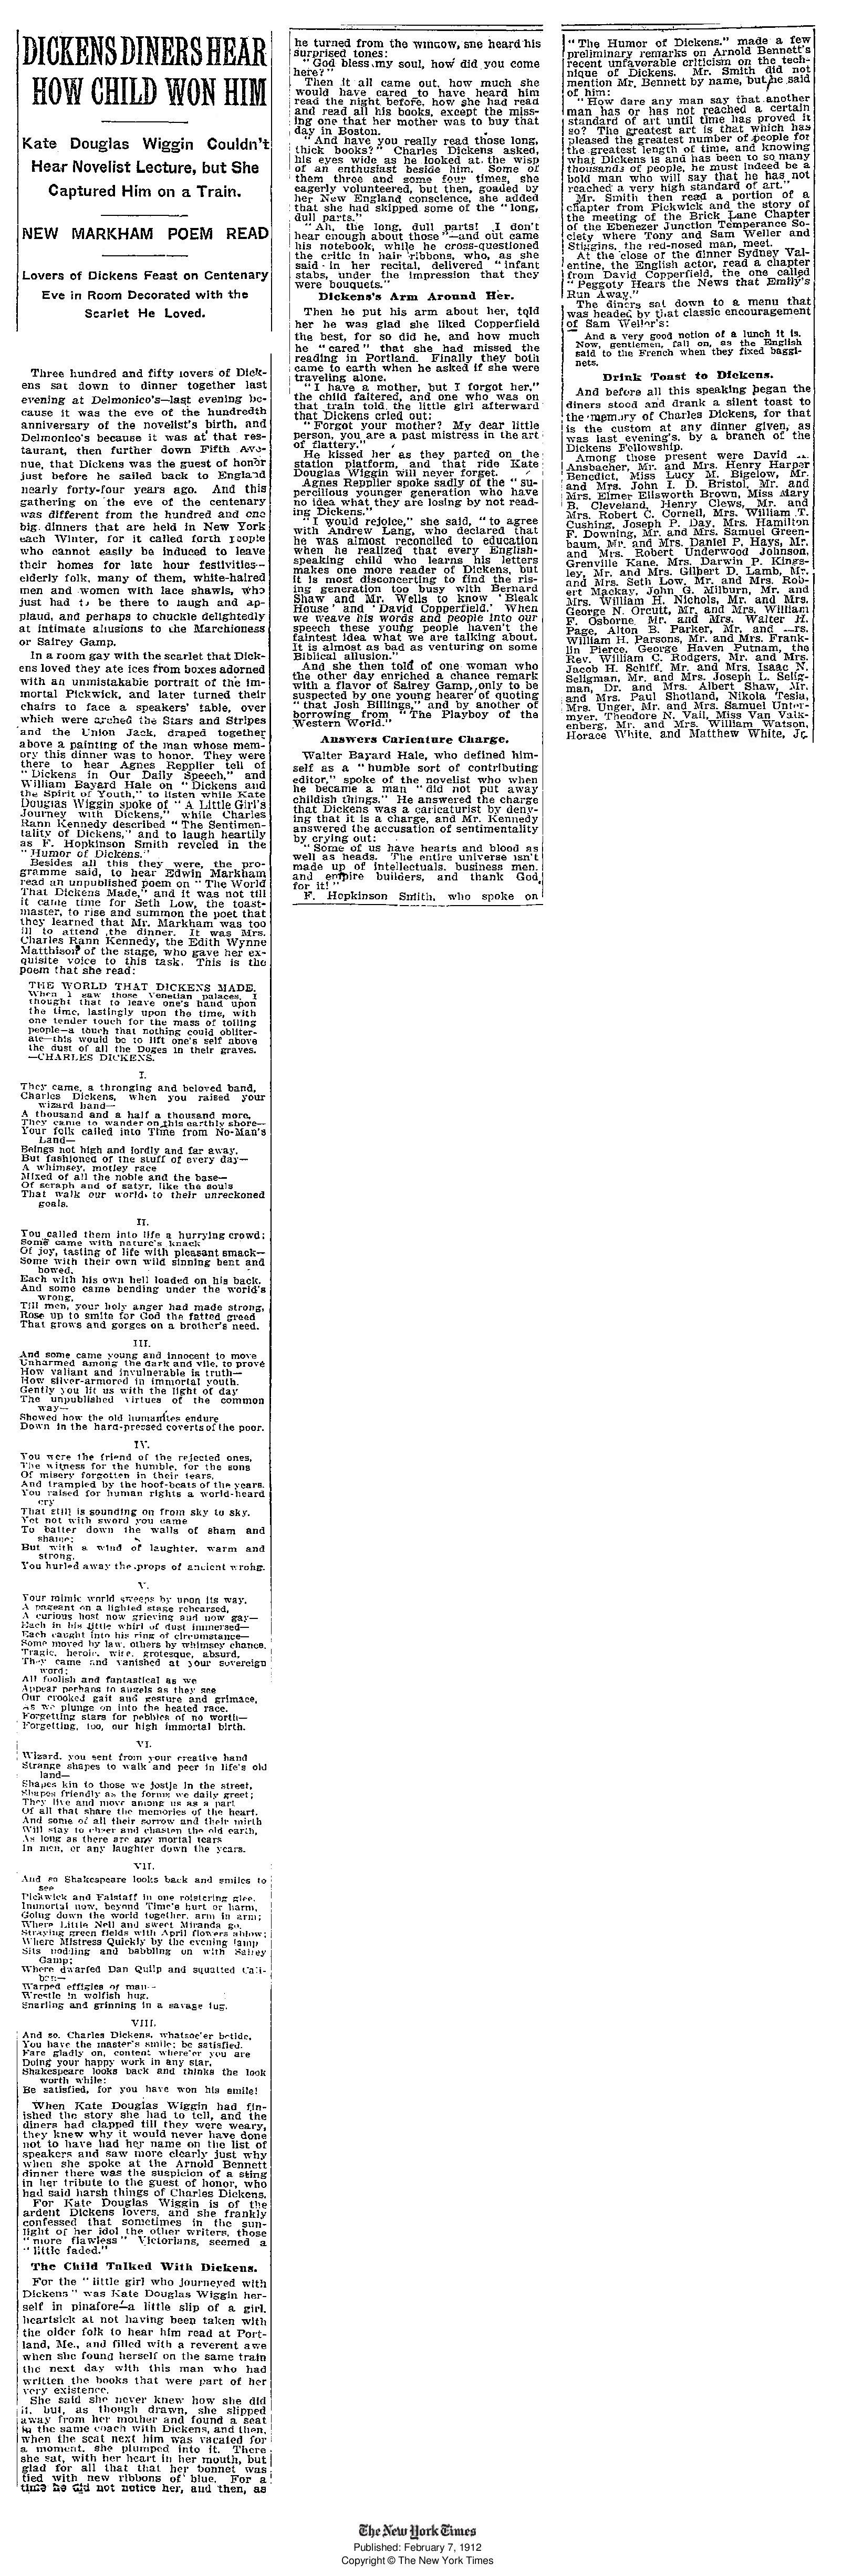 DICKENS DINERS HEAR
HOW CHILD WON HIM
Kate Douglas Wiggin Couldn't
Hear Novelist Lecture, but She
Captured Him on a Train.
NEW MARKHAM POEM READ
Lovers of Dickens Feast on Centenary
Eve in Room Decorated with the
Scarlet He Loved.
Three hundred and fifty lovers of Dick-
ens sat down to dinner together last
evening at Delmonico's—last evening be-
cause it was the eve of the hundredth
anniversary of the novelist's birth, and
Delmonico's because it was at that res-
taurant, then further down Fifth Ave-
nue, that Dickens was the guest of honor
just before he sailed back to England
nearly forty-four years ago. And this
gathering on the eve of the centenary
was different from the hundred and one
big dinners that are held in New York
each Winter, for it called forth people
who cannot easily be induced to leave
their homes for late hour festivities—
elderly folk, many of them, white-haired
men and women with lace shawls, who
just had to be there to laugh and ap-
plaud, and perhaps to chuckle delightedly
at intimate allusions to the Marchioness
or Sairey Gamp.
In a room gay with the scarlet that Dick-
ens loved they ate ices from boxes adorned
with an unmistakable portrait of the im-
mortal Pickwick, and later turned their
chairs to face a speakers' table, over
which were arched the Stars and Stripes
and the Union Jack, draped together
above a painting of the man whose mem-
ory this dinner was to honor. They were
there to hear Agnes Repplier tell of
"Dickens in Our Daily Speech," and
William Bayard Hale on "Dickens and
the Spirit of Youth," to listen while Kate
Douglas Wiggin spoke of "A Little Girl's
Journey with Dickens," while Charles
Rann Kennedy described "The Sentimen-
tality of Dickens," and to laugh heartily
as F. Hopkinson Smith reveled in the
"Humor of Dickens."
Besides all this they were, the pro-
gramme said, to hear Edwin Markham
read an unpublished poem on "The World
That Dickens Made," and it was not till
it came time for Seth Low, the toast-
master, to rise and summon the poet that
they learned that Mr. Markham was too
ill to attend the dinner. It was Mrs.
Charles Rann Kennedy, the Edith Wynne
Matthison of the stage, who gave her ex-
quisite voice to this task. This is the
poem that she read:
THE WORLD THAT DICKENS MADE.
When I saw those Venetian palaces, I
thought that to leave one's hand upon
the time, lastingly upon the time, with
one tender touch for the mass of toiling
people—a touch that nothing could obliter-
ate—this would be to lift one's self above
the dust of all the Doges in their graves.
—CHARLES DICKENS.
I.
They came, a thronging and beloved band,
Charles Dickens, when you raised your
wizard hand—
A thousand and a half a thousand more,
They came to wander on this earthly shore—
Your folk called into Time from No-Man's
Land—
Beings not high and lordly and far away,
But fashioned of the stuff of every day—
A whimsey, motley race
Mixed of all the noble and the base—
Of seraph and of satyr, like the souls
That walk our world to their unreckoned
goals.
II.
You called them into life a hurrying crowd:
Some came with nature's knack
Of joy, tasting of life with pleasant smack—
Some with their own wild sinning bent and
bowed,
Each with his own hell loaded on his back,
And some came bending under the world's
wrong,
Till men, your holy anger had made strong,
Rose up to smite for God the fatted greed
That grows and gorges on a brother's need.
III.
And some came young and innocent to move
Unharmed among the dark and vile, to prove
How valiant and invulnerable is truth—
How silver-armored in immortal youth.
Gently you lit us with the light of day
The unpublished virtues of the common
way—
Showed how the old humanities endure
Down in the hard-pressed coverts of the poor.
IV.
You were the friend of the rejected ones,
The witness for the humble, for the sons
Of misery forgotten in their tears,
And trampled by the hoof-beats of the years.
You raised for human rights a world-heard
cry
That still is sounding on from sky to sky.
Yet not with sword you came
To batter down the walls of sham and
shame;
But with a wind of laughter, warm and
strong,
You hurled away the props of ancient wrong.
V.
Your mimic world sweeps by upon its way,
A pageant on a lighted stage rehearsed,
A curious host now grieving and now gay—
Each in his little whirl of dust immersed—
Each caught into his ring of circumstance—
Some moved by law, others by whimsey chance.
Tragic, heroic, wise, grotesque, absurd,
They came and vanished at your sovereign
word;
All foolish and fantastical as we
Appear perhaps to angels as they see
Our crooked gait and gesture and grimace,
As we plunge on into the heated race,
Forgetting stars for pebbles of no worth—
Forgetting, too, our high immortal birth.
VI.
Wizard, you sent from your creative hand
Strange shapes to walk and peer in life's old
land—
Shapes kin to those we jostle in the street,
Shapes friendly as the forms we daily greet;
They live and move among us as a part
Of all that share the memories of the heart.
And some of all their sorrow and their mirth
Will stay to cheer and chasten the old earth,
As long as there are any mortal tears
In men, or any laughter down the years.
VII.
And so Shakespeare looks back and smiles to
see
Pickwick and Falstaff in one roistering glee,
Immortal now, beyond Time's hurt or harm,
Going down the world together, arm in arm;
Where Little Nell and sweet Miranda go,
Straying green fields with April flowers ablow;
Where Mistress Quickly by the evening lamp
Sits nodding and babbling on with Sairey
Gamp;
Where dwarfed Dan Quilp and squatted Cali-
ban—
Warped effigies of man—
Wrestle in wolfish hug,
Snarling and grinning in a savage tug.
VIII.
And so, Charles Dickens, whatsoe'er betide,
You have the master's smile; be satisfied.
Fare gladly on, content where'er you are
Doing your happy work in any star,
Shakespeare looks back and thinks the look
worth while:
Be satisfied, for you have won his smile!
When Kate Douglas Wiggin had fin-
ished the story she had to tell, and the
diners had clapped till they were weary,
they knew why it would never have done
not to have had her name on the list of
speakers and saw more clearly just why
when she spoke at the Arnold Bennett
dinner there was the suspicion of a sting
in her tribute to the guest of honor, who
had said harsh things of Charles Dickens.
For Kate Douglas Wiggin is of the
ardent Dickens lovers, and she frankly
confessed that sometimes in the sun-
light of her idol the other writers, those
"more flawless" Victorians, seemed a
"little faded."
The Child Talked With Dickens.
For the "little girl who journeyed with
Dickens" was Kate Douglas Wiggin her-
self in pinafore—a little slip of a girl,
heartsick at not having been taken with
the older folk to hear him read at Port-
land, Me., and filled with a reverent awe
when she found herself on the same train
the next day with this man who had
written the books that were part of her
very existence.
She said she never knew how she did
it, but, as though drawn, she slipped
away from her mother and found a seat
in the same coach with Dickens, and then,
when the seat next him was vacated for
a moment, she plumped into it. There
she sat, with her heart in her mouth, but
glad for all that that her bonnet was
tied with new ribbons of blue. For a
time he did not notice her, and then, as
he turned from the window, she heard his
surprised tones:
"God bless my soul, how did you come
here?"
Then it all came out, how much she
would have cared to have heard him
read the night before, how she had read
and read all his books, except the miss-
ing one that her mother was to buy that
day in Boston.
"And have you really read those long,
thick books?" Charles Dickens asked,
his eyes wide as he looked at the wisp
of an enthusiast beside him. Some of
them three and some four times, she
eagerly volunteered, but then, goaded by
her New England conscience, she added
that she had skipped some of the "long,
dull parts."
"Ah, the long, dull parts! I don't
hear enough about those"—and out came
his notebook, while he cross-questioned
the critic in hair ribbons, who, as she
said in her recital, delivered "infant
stabs, under the impression that they
were bouquets."
Dickens's Arm Around Her.
Then he put his arm about her, told
her he was glad she liked Copperfield
the best, for so did he, and how much
he "cared" that she had missed the
reading in Portland. Finally they both
came to earth when he asked if she were
traveling alone.
"I have a mother, but I forgot her,"
the child faltered, and one who was on
that train told the little girl afterward
that Dickens cried out:
"Forgot your mother? My dear little
person, you are a past mistress in the art
of flattery."
He kissed her as they parted on the
station platform, and that ride Kate
Douglas Wiggin will never forget.
Agnes Repplier spoke sadly of the "su-
percilious younger generation who have
no idea what they are losing by not read-
ing Dickens."
"I would rejoice," she said, "to agree
with Andrew Lang, who declared that
he was almost reconciled to education
when he realized that every English-
speaking child who learns his letters
makes one more reader of Dickens, but
it is most disconcerting to find the ris-
ing generation too busy with Bernard
Shaw and Mr. Wells to know 'Bleak
House' and 'David Copperfield.' When
we weave his words and people into our
speech these young people haven't the
faintest idea what we are talking about.
It is almost as bad as venturing on some
Biblical allusion."
And she then told of one woman who
the other day enriched a chance remark
with a flavor of Sairey Gamp, only to be
suspected by one young hearer of quoting
"that Josh Billings," and by another of
borrowing from "The Playboy of the
Western World."
Answers Caricature Charge.
Walter Bayard Hale, who defined him-
self as a "humble sort of contributing
editor," spoke of the novelist who when
he became a man "did not put away
childish things." He answered the charge
that Dickens was a caricaturist by deny-
ing that it is a charge, and Mr. Kennedy
answered the accusation of sentimentality
by crying out:
"Some of us have hearts and blood as
well as heads. The entire universe isn't
made up of intellectuals, business men,
and empire builders, and thank God
for it!"
F. Hopkinson Smith, who spoke on
"The Humor of Dickens," made a few
preliminary remarks on Arnold Bennett's
recent unfavorable criticism on the tech-
nique of Dickens. Mr. Smith did not
mention Mr. Bennett by name, but he said
of him:
"How dare any man say that another
man has or has not reached a certain
standard of art until time has proved it
so? The greatest art is that which has
pleased the greatest number of people for
the greatest length of time, and knowing
what Dickens is and has been to so many
thousands of people, he must indeed be a
bold man who will say that he has not
reached a very high standard of art."
Mr. Smith then read a portion of a
chapter from Pickwick and the story of
the meeting of the Brick Lane Chapter
of the Ebenezer Junction Temperance So-
ciety where Tony and Sam Weller and
Stiggins, the red-nosed man, meet.
At the close or the dinner Sydney Val-
entine, the English actor, read a chapter
from David Copperfield, the one called
"Peggoty Hears the News that Emily's
Run Away."
The diners sat down to a menu that
was headed by that classic encouragement
of Sam Weller's:
And a very good notion of a lunch it is.
Now, gentlemen, fall on, as the English
said to the French when they fixed baggi-
nets.
Drink Toast to Dickens.
And before all this speaking began the
diners stood and drank a silent toast to
the memory of Charles Dickens, for that
is the custom at any dinner given, as
was last evening's, by a branch of the
Dickens Fellowship.
Among those present were David
Ansbacher, Mr. and Mrs. Henry Harper
Benedict, Miss Lucy M. Bigelow, Mr.
and Mrs. John I. D. Bristol, Mr. and
Mrs. Elmer Ellsworth Brown, Miss Mary
B. Cleveland, Henry Clews, Mr. and
Mrs. Robert C. Cornell, Mrs. William T.
Cushing, Joseph P. Day, Mrs. Hamilton
F. Downing, Mr. and Mrs. Samuel Green-
baum, Mr. and Mrs. Daniel P. Hays, Mr.
and Mrs. Robert Underwood Johnson,
Grenville Kane, Mrs. Darwin P. Kings-
ley, Mr. and Mrs. Gilbert D. Lamb, Mr.
and Mrs. Seth Low, Mr. and Mrs. Rob-
ert Mackay, John G. Milburn, Mr. and
Mrs. William H. Nichols, Mr. and Mrs.
George N. Orcutt, Mr. and Mrs. William
F. Osborne, Mr. and Mrs. Walter H.
Page, Alton B. Parker, Mr. and
William H. Parsons, Mr. and Mrs. Frank-
lin Pierce, George Haven Putnam, the
Rev. William C. Rodgers, Mr. and Mrs.
Jacob H. Schiff, Mr. and Mrs. Isaac N.
Seligman, Mr. and Mrs. Joseph L. Selig-
man, Dr. and Mrs. Albert Shaw, Mr.
and Mrs. Paul Shotland, Nikola Tesla,
Mrs. Unger, Mr. and Mrs. Samuel Unter-
myer, Theodore N. Vail, Miss Van Valk-
enberg, Mr. and Mrs. William Watson,
Horace White, and Matthew White, Jr.
The New York Times
Published: February 7, 1912
Copyright © The New York Times